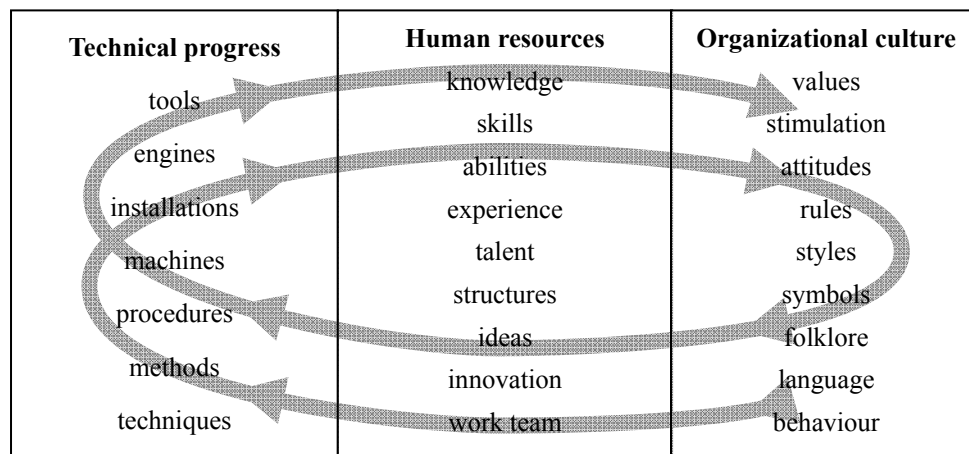 Technical progress
tools
engines
installations
machines
procedures
methods
techniques
Human resources
knowledge
skills
abilities
experience
talent
structures
ideas
innovation
work team
Organizational culture
values
stimulation
attitudes
rules
styles
symbols
folklore
language
behaviour